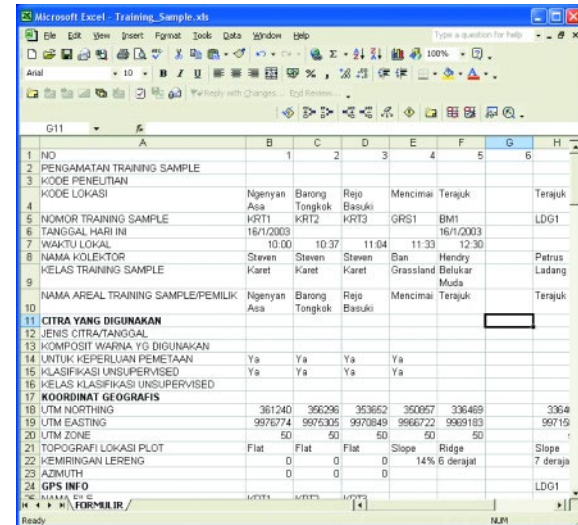 Microsoft Excel - Training_Sample.xls
File Edit View Insert Format Tools Data Window Help Type a question for help
100%
Arial 10 B I U
Reply with Changes... End Review...
G11 fx
A B C D E F G H
1 NO 1 2 3 4 5 6
2 PENGAMATAN TRAINING SAMPLE
3 KODE PENELITIAN
4 KODE LOKASI Ngenyan Asa Barong Tongkok Rejo Basuki Mencimai Terajuk Terajuk
5 NOMOR TRAINING SAMPLE KRT1 KRT2 KRT3 GRS1 BM1 LDG1
6 TANGGAL HARI INI 16/1/2003 16/1/2003
7 WAKTU LOKAL 10:00 10:37 11:04 11:33 12:30
8 NAMA KOLEKTOR Steven Steven Steven Ban Hendry Petrus
9 KELAS TRAINING SAMPLE Karet Karet Karet Grassland Belukar Muda Ladang
10 NAMA AREAL TRAINING SAMPLE/PEMILIK Ngenyan Asa Barong Tongkok Rejo Basuki Mencimai Terajuk Terajuk
11 CITRA YANG DIGUNAKAN
12 JENIS CITRA/TANGGAL
13 KOMPOSIT WARNA YG DIGUNAKAN
14 UNTUK KEPERLUAN PEMETAAN Ya Ya Ya Ya
15 KLASIFIKASI UNSUPERVISED Ya Ya Ya Ya
16 KELAS KLASIFIKASI UNSUPERVISED
17 KOORDINAT GEOGRAFIS
18 UTM NORTHING 361240 356296 353652 350857 336469 3364
19 UTM EASTING 9976774 9975305 9970849 9966722 9969183 99715
20 UTM ZONE 50 50 50 50 50
21 TOPOGRAFI LOKASI PLOT Flat Flat Flat Slope Ridge Slope
22 KEMIRINGAN LERENG 0 0 0 14% 6 derajat 7 deraja
23 AZIMUTH 0 0 0
24 GPS INFO LDG1
25 NAMA FILE KRT1 KRT2 KRT3
FORMULIR
Ready NUM